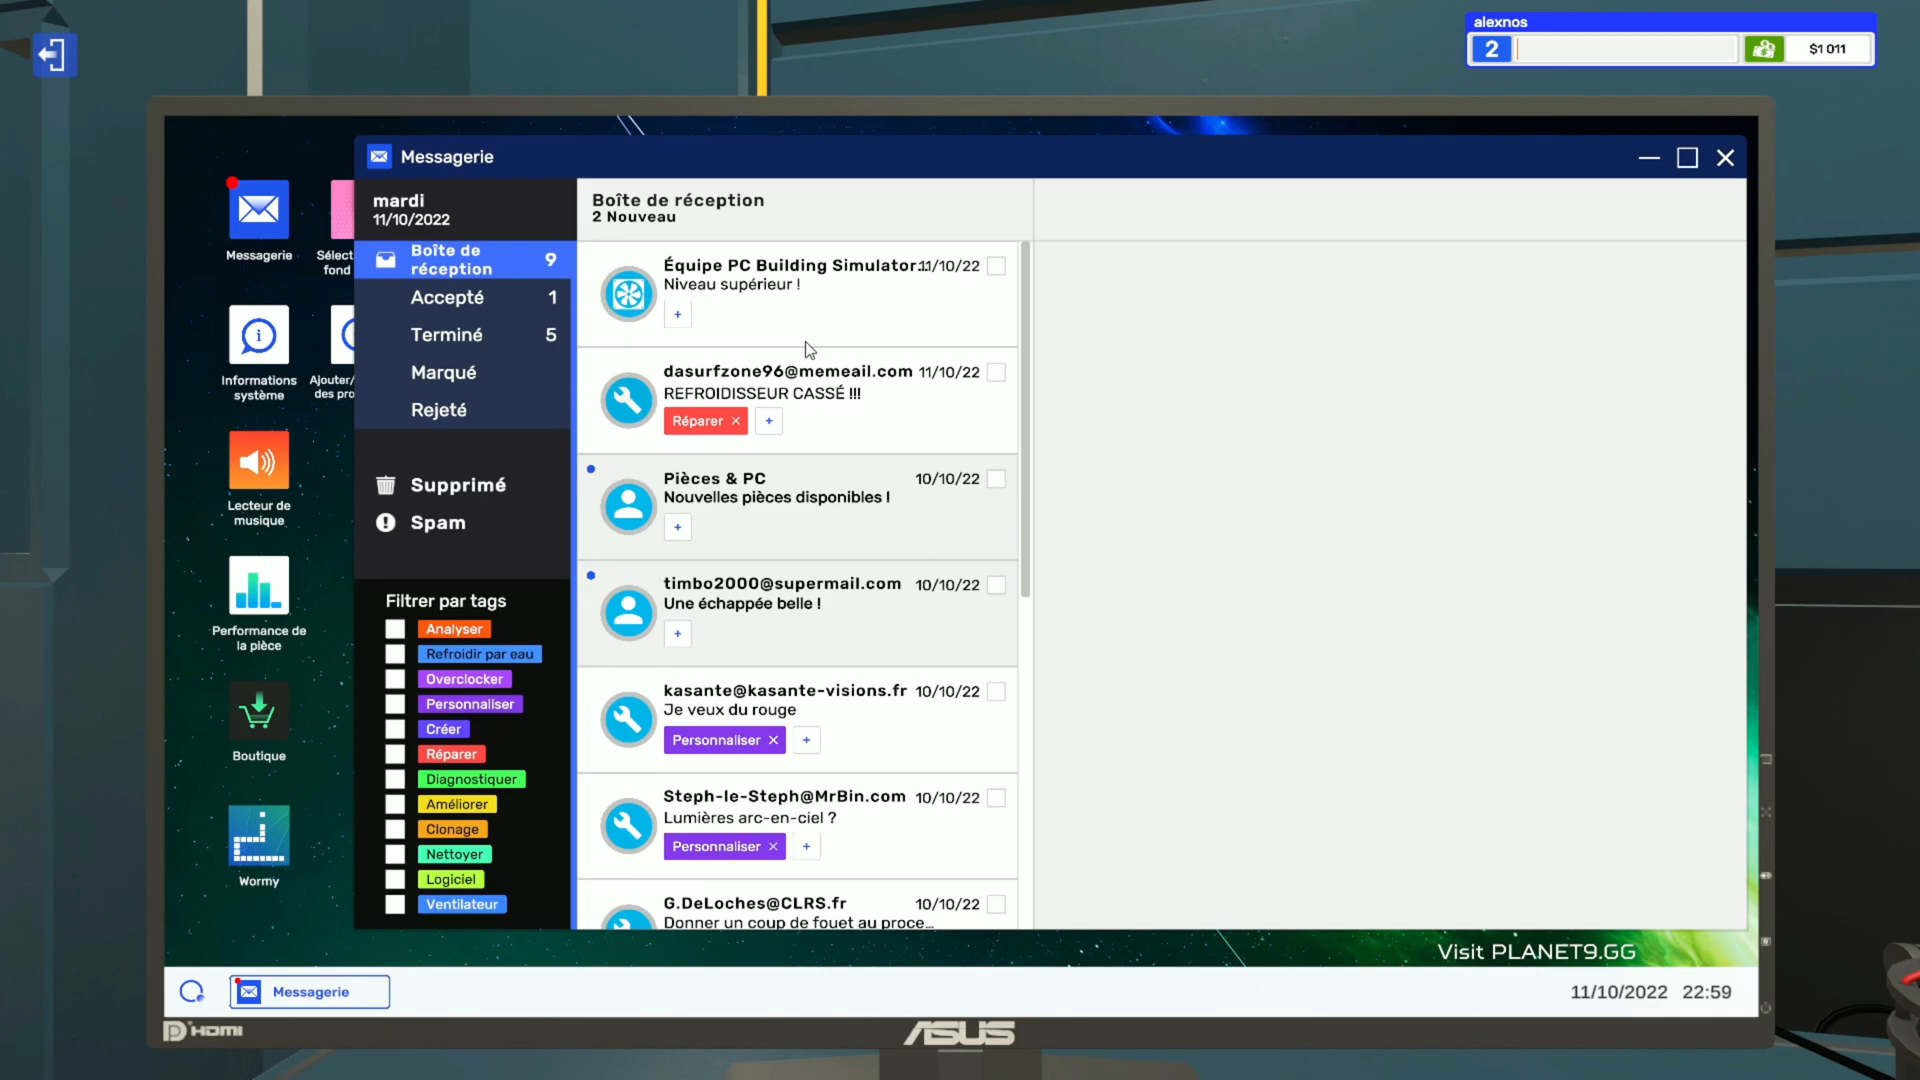 alexnos
2
$1 011
Messagerie
mardi
11/10/2022
Boîte de réception
2 Nouveau
Boîte de
réception
9
Accepté 1
Terminé 5
Marqué
Rejeté
Supprimé
Spam
Filtrer par tags
Analyser
Refroidir par eau
Overclocker
Personnaliser
Créer
Réparer
Diagnostiquer
Améliorer
Clonage
Nettoyer
Logiciel
Ventilateur
Équipe PC Building Simulator... 11/10/22
Niveau supérieur !
+
dasurfzone96@memeail.com 11/10/22
REFROIDISSEUR CASSÉ !!!
Réparer × +
Pièces & PC 10/10/22
Nouvelles pièces disponibles !
+
timbo2000@supermail.com 10/10/22
Une échappée belle !
+
kasante@kasante-visions.fr 10/10/22
Je veux du rouge
Personnaliser × +
Steph-le-Steph@MrBin.com 10/10/22
Lumières arc-en-ciel ?
Personnaliser × +
G.DeLoches@CLRS.fr 10/10/22
Donner un coup de fouet au proce...
Messagerie
Sélect
fond
Informations
système
Ajouter/
des pro
Lecteur de
musique
Performance de
la pièce
Boutique
Wormy
Visit PLANET9.GG
Messagerie
11/10/2022 22:59
HDMI
ASUS